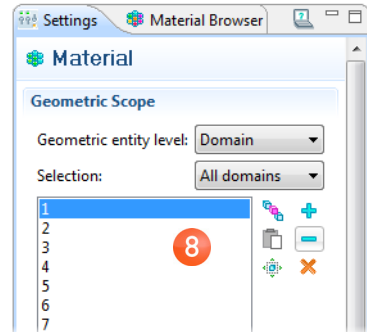 Settings
Material Browser
Material
Geometric Scope
Geometric entity level: Domain
Selection: All domains
1
2
3
4
5
6
7
8